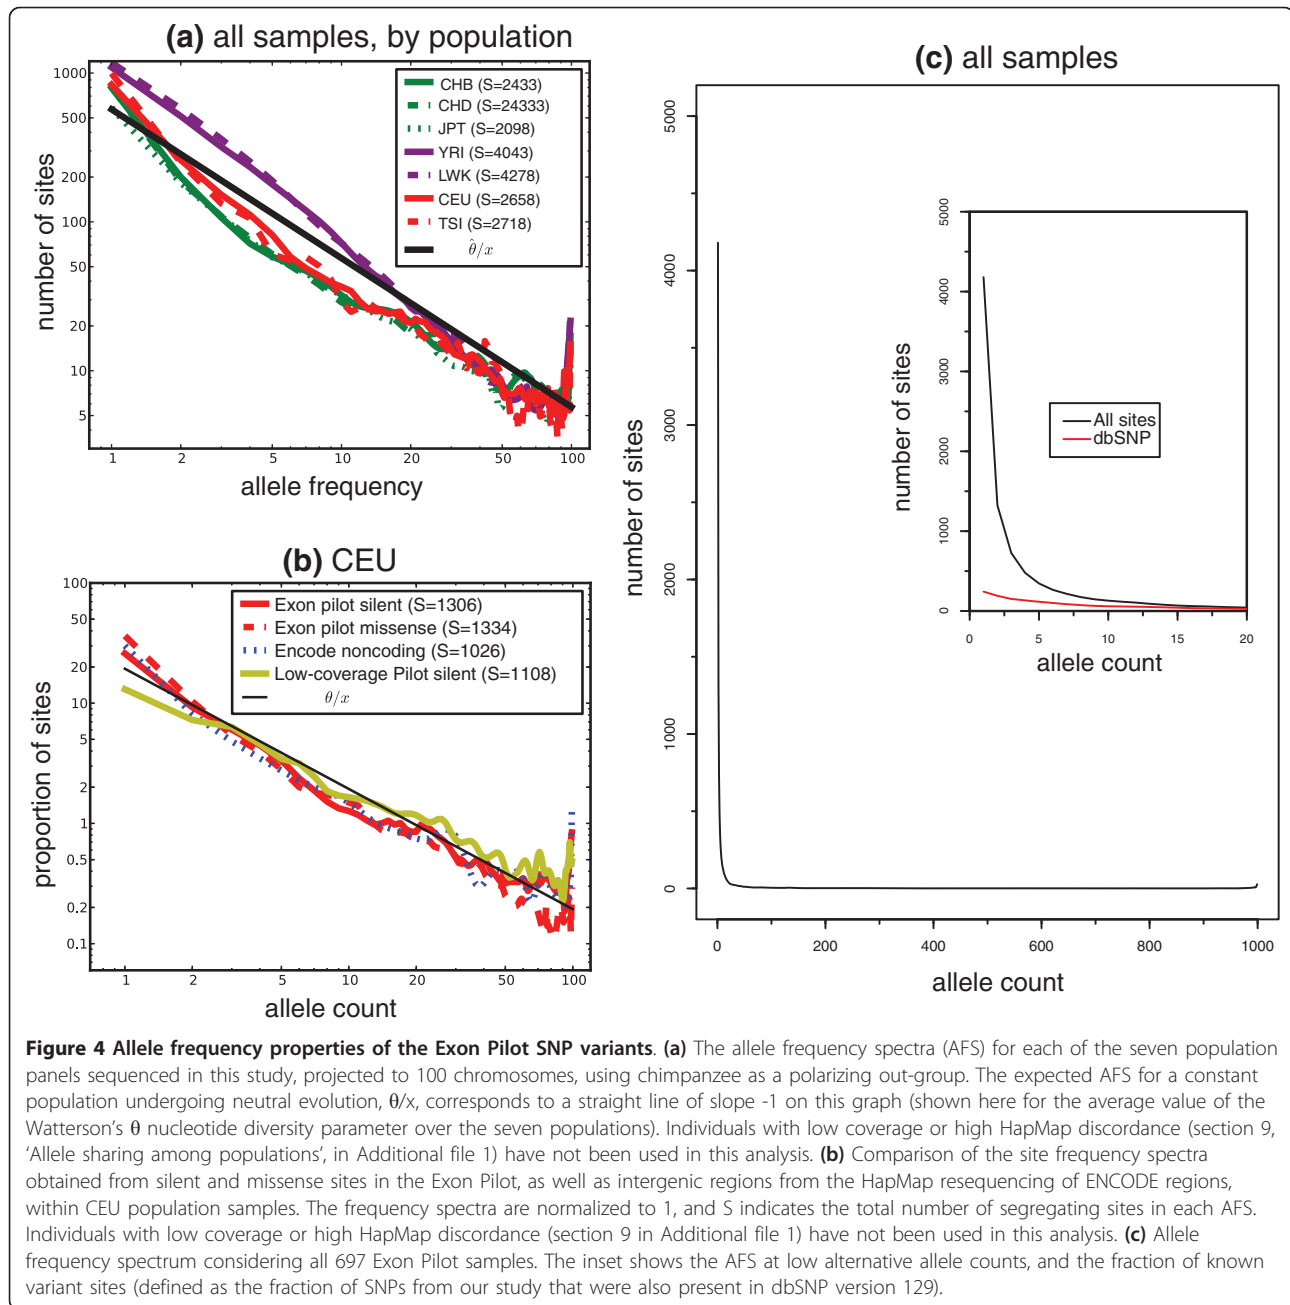 (a) all samples, by population
1000
500
200
100
50
20
10
5
number of sites
CHB (S=2433)
CHD (S=24333)
JPT (S=2098)
YRI (S=4043)
LWK (S=4278)
CEU (S=2658)
TSI (S=2718)
θ̂/x
1 2 5 10 20 50 100
allele frequency
(b) CEU
100
50
20
10
5
2
1
0.5
0.2
0.1
proportion of sites
Exon pilot silent (S=1306)
Exon pilot missense (S=1334)
Encode noncoding (S=1026)
Low-coverage Pilot silent (S=1108)
θ/x
1 2 5 10 20 50 100
allele count
(c) all samples
5000
4000
3000
2000
1000
0
number of sites
0 200 400 600 800 1000
allele count
5000
4000
3000
2000
1000
0
number of sites
All sites
dbSNP
0 5 10 15 20
allele count
Figure 4 Allele frequency properties of the Exon Pilot SNP variants. (a) The allele frequency spectra (AFS) for each of the seven population
panels sequenced in this study, projected to 100 chromosomes, using chimpanzee as a polarizing out-group. The expected AFS for a constant
population undergoing neutral evolution, θ/x, corresponds to a straight line of slope -1 on this graph (shown here for the average value of the
Watterson's θ nucleotide diversity parameter over the seven populations). Individuals with low coverage or high HapMap discordance (section 9,
'Allele sharing among populations', in Additional file 1) have not been used in this analysis. (b) Comparison of the site frequency spectra
obtained from silent and missense sites in the Exon Pilot, as well as intergenic regions from the HapMap resequencing of ENCODE regions,
within CEU population samples. The frequency spectra are normalized to 1, and S indicates the total number of segregating sites in each AFS.
Individuals with low coverage or high HapMap discordance (section 9 in Additional file 1) have not been used in this analysis. (c) Allele
frequency spectrum considering all 697 Exon Pilot samples. The inset shows the AFS at low alternative allele counts, and the fraction of known
variant sites (defined as the fraction of SNPs from our study that were also present in dbSNP version 129).